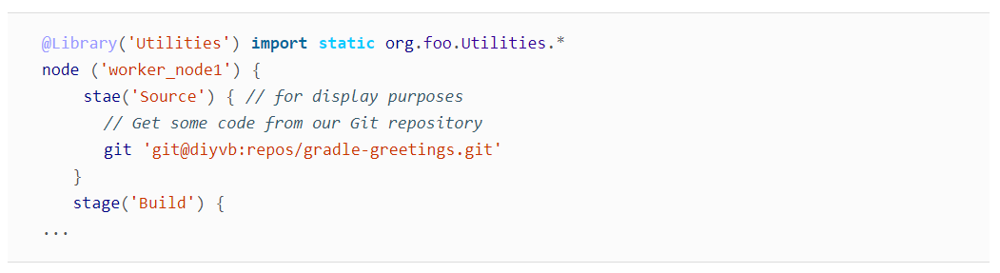 @Library('Utilities') import static org.foo.Utilities.*
node ('worker_node1') {
stae('Source') { // for display purposes
// Get some code from our Git repository
git 'git@diyvb:repos/gradle-greetings.git'
}
stage('Build') {
...